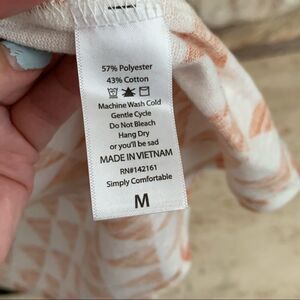 57% Polyester
43% Cotton
Machine Wash Cold
Gentle Cycle
Do Not Bleach
Hang Dry
or you'll be sad
MADE IN VIETNAM
RN#142161
Simply Comfortable
M